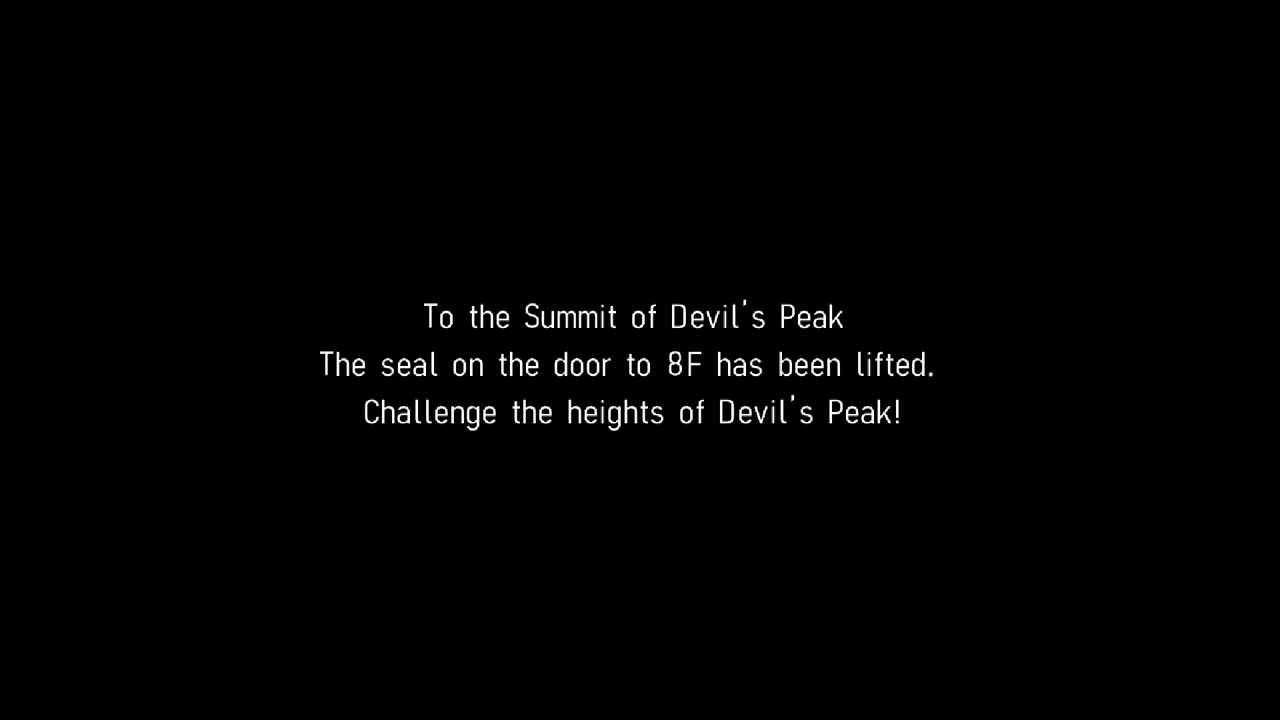 To the Summit of Devil's Peak
The seal on the door to 8F has been lifted.
Challenge the heights of Devil's Peak!